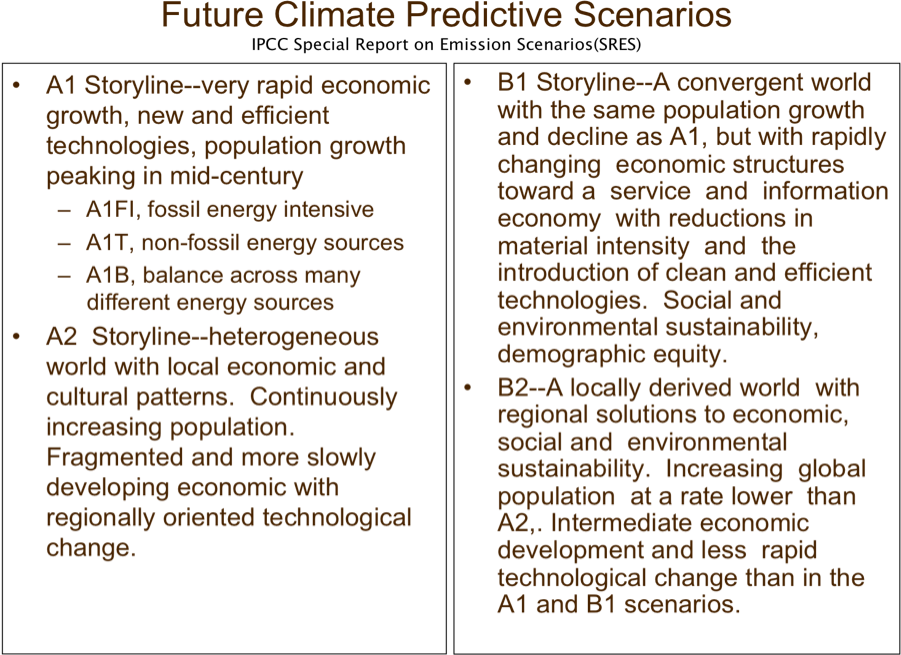 Future Climate Predictive Scenarios
IPCC Special Report on Emission Scenarios(SRES)
• A1 Storyline--very rapid economic
growth, new and efficient
technologies, population growth
peaking in mid-century
– A1FI, fossil energy intensive
– A1T, non-fossil energy sources
– A1B, balance across many
different energy sources
• A2 Storyline--heterogeneous
world with local economic and
cultural patterns. Continuously
increasing population.
Fragmented and more slowly
developing economic with
regionally oriented technological
change.
• B1 Storyline--A convergent world
with the same population growth
and decline as A1, but with rapidly
changing economic structures
toward a service and information
economy with reductions in
material intensity and the
introduction of clean and efficient
technologies. Social and
environmental sustainability,
demographic equity.
• B2--A locally derived world with
regional solutions to economic,
social and environmental
sustainability. Increasing global
population at a rate lower than
A2,. Intermediate economic
development and less rapid
technological change than in the
A1 and B1 scenarios.